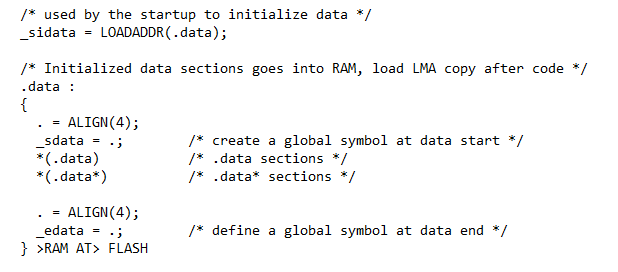 /* used by the startup to initialize data */
_sidata = LOADADDR(.data);
/* Initialized data sections goes into RAM, load LMA copy after code */
.data :
{
. = ALIGN(4);
_sdata = .; /* create a global symbol at data start */
*(.data) /* .data sections */
*(.data*) /* .data* sections */
. = ALIGN(4);
_edata = .; /* define a global symbol at data end */
} >RAM AT> FLASH